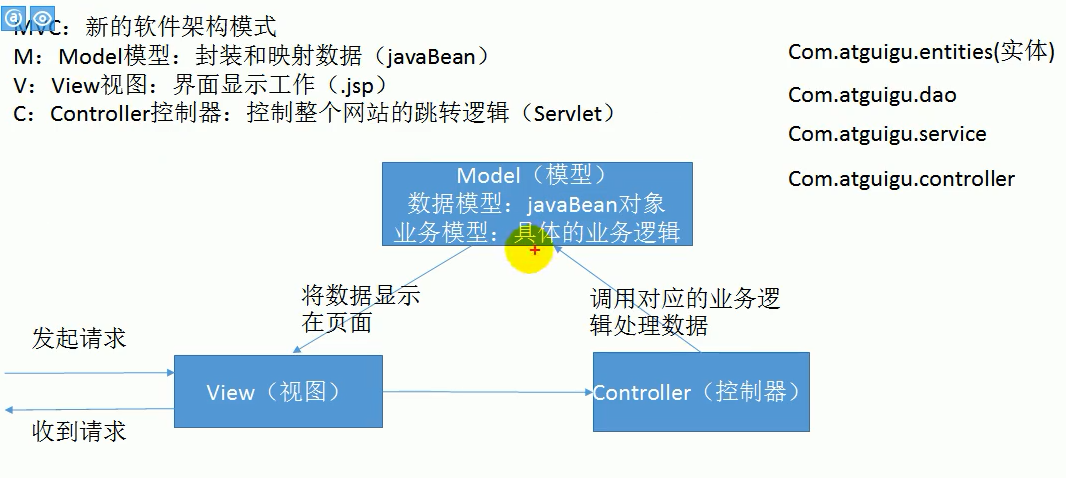 MVC：新的软件架构模式
M：Model模型：封装和映射数据（javaBean）
V：View视图：界面显示工作（.jsp）
C：Controller控制器：控制整个网站的跳转逻辑（Servlet）
Com.atguigu.entities(实体)
Com.atguigu.dao
Com.atguigu.service
Com.atguigu.controller
Model（模型）
数据模型：javaBean对象
业务模型：具体的业务逻辑
将数据显示
在页面
调用对应的业务逻
辑处理数据
发起请求
View（视图）
Controller（控制器）
收到请求